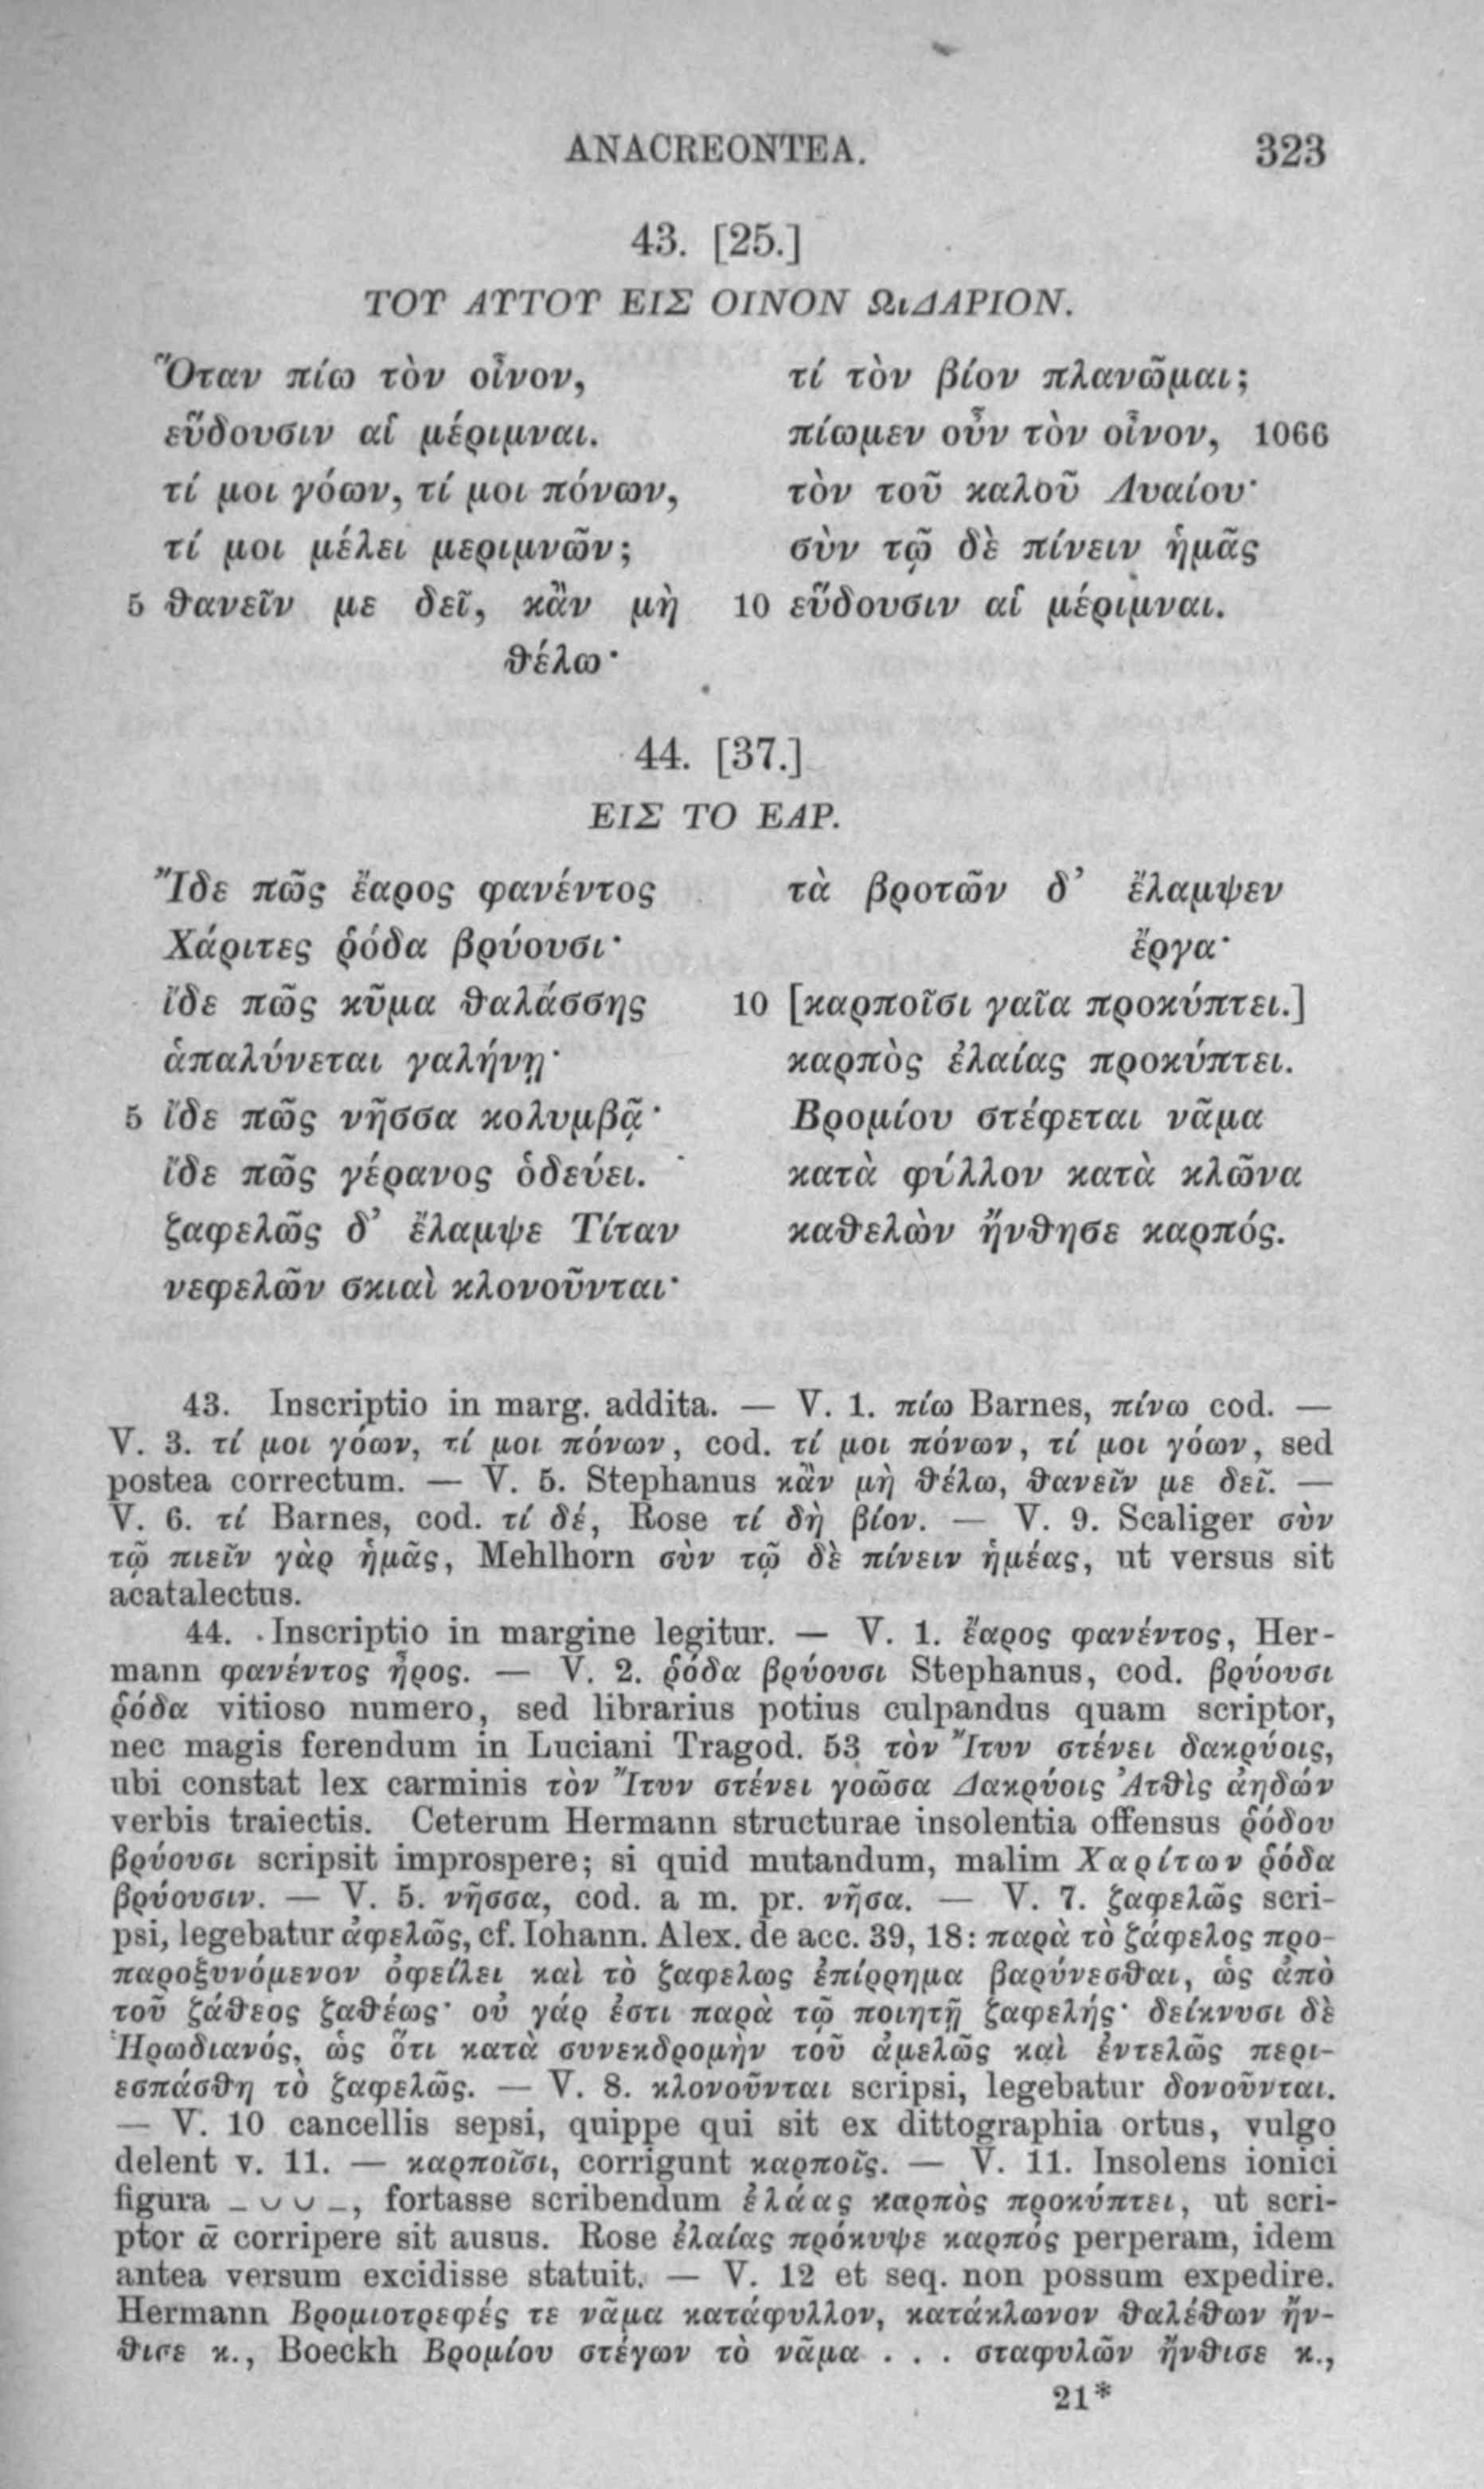 ANACREONTEA. 323
43. [25.]
ΤΟΥ ΑΥΤΟΥ ΕΙΣ ΟΙΝΟΝ ΩιΔΑΡΙΟΝ.
Ὅταν πίω τὸν οἶνον,
εὕδουσιν αἱ μέριμναι.
τί μοι γόων, τί μοι πόνων,
τί μοι μέλει μεριμνῶν;
5 θανεῖν με δεῖ, κἂν μὴ
θέλω·
τί τὸν βίον πλανῶμαι;
πίωμεν οὖν τὸν οἶνον, 1066
τὸν τοῦ καλοῦ Λυαίου·
σὺν τῷ δὲ πίνειν ἡμᾶς
10 εὕδουσιν αἱ μέριμναι.
44. [37.]
ΕΙΣ ΤΟ ΕΑΡ.
Ἴδε πῶς ἔαρος φανέντος
Χάριτες ῥόδα βρύουσι·
ἴδε πῶς κῦμα θαλάσσης
ἁπαλύνεται γαλήνῃ·
5 ἴδε πῶς νῆσσα κολυμβᾷ·
ἴδε πῶς γέρανος ὁδεύει.
ζαφελῶς δ’ ἔλαμψε Τίταν
νεφελῶν σκιαὶ κλονοῦνται·
τὰ βροτῶν δ’ ἔλαμψεν
ἔργα·
10 [καρποῖσι γαῖα προκύπτει.]
καρπὸς ἐλαίας προκύπτει.
Βρομίου στέφεται νᾶμα
κατὰ φύλλον κατὰ κλῶνα
καθελὼν ἤνθησε καρπός.
43. Inscriptio in marg. addita. — V. 1. πίω Barnes, πίνω cod. —
V. 3. τί μοι γόων, τί μοι πόνων, cod. τί μοι πόνων, τί μοι γόων, sed
postea correctum. — V. 5. Stephanus κἂν μὴ θέλω, θανεῖν με δεῖ. —
V. 6. τί Barnes, cod. τί δέ, Rose τί δὴ βίον. — V. 9. Scaliger σὺν
τῷ πιεῖν γὰρ ἡμᾶς, Mehlhorn σὺν τῷ δὲ πίνειν ἡμέας, ut versus sit
acatalectus.
44. Inscriptio in margine legitur. — V. 1. ἔαρος φανέντος, Her-
mann φανέντος ἦρος. — V. 2. ῥόδα βρύουσι Stephanus, cod. βρύουσι
ῥόδα vitioso numero, sed librarius potius culpandus quam scriptor,
nec magis ferendum in Luciani Tragod. 53 τὸν Ἴτυν στένει δακρύοις,
ubi constat lex carminis τὸν Ἴτυν στένει γοῶσα Δακρύοις Ἀτθὶς ἀηδών
verbis traiectis. Ceterum Hermann structurae insolentia offensus ῥόδον
βρύουσι scripsit improspere; si quid mutandum, malim Χαρίτων ῥόδα
βρύουσιν. — V. 5. νῆσσα, cod. a m. pr. νῆσα. — V. 7. ζαφελῶς scri-
psi, legebatur ἀφελῶς, cf. Iohann. Alex. de acc. 39, 18: παρὰ τὸ ζάφελος προ-
παροξυνόμενον ὀφείλει καὶ τὸ ζαφελως ἐπίρρημα βαρύνεσθαι, ὡς ἀπὸ
τοῦ ζάθεος ζαθέως· οὐ γάρ ἐστι παρὰ τῷ ποιητῇ ζαφελής· δείκνυσι δὲ
Ἡρωδιανός, ὡς ὅτι κατὰ συνεκδρομὴν τοῦ ἀμελῶς καὶ ἐντελῶς περι-
εσπάσθη τὸ ζαφελῶς. — V. 8. κλονοῦνται scripsi, legebatur δονοῦνται.
— V. 10 cancellis sepsi, quippe qui sit ex dittographia ortus, vulgo
delent v. 11. — καρποῖσι, corrigunt καρποῖς. — V. 11. Insolens ionici
figura – ∪ ∪ –, fortasse scribendum ἐλάας καρπὸς προκύπτει, ut scri-
ptor ᾱ corripere sit ausus. Rose ἐλαίας πρόκυψε καρπός perperam, idem
antea versum excidisse statuit. — V. 12 et seq. non possum expedire.
Hermann Βρομιοτρεφές τε νᾶμα κατάφυλλον, κατάκλωνον θαλέθων ἤν-
θισε κ., Boeckh Βρομίου στέγων τὸ νᾶμα . . . σταφυλῶν ἤνθισε κ.,
21*